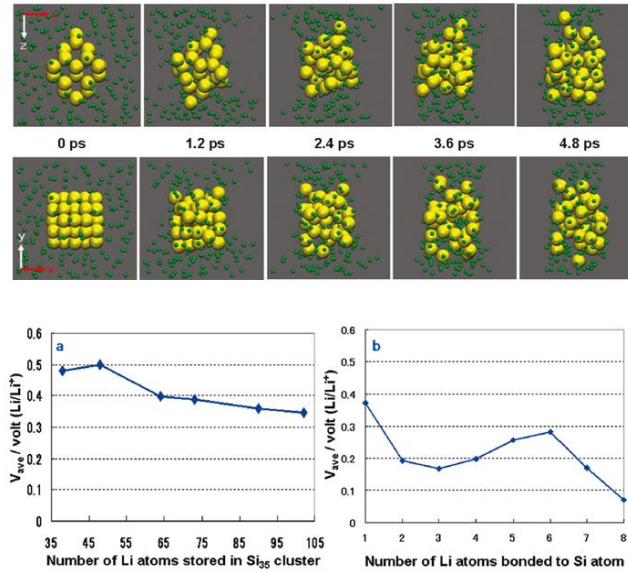 x
z
0 ps 1.2 ps 2.4 ps 3.6 ps 4.8 ps
y
x
a
0.6
0.5
0.4
0.3
0.2
0.1
0
35 45 55 65 75 85 95 105
V_ave / volt (Li/Li⁺)
Number of Li atoms stored in Si₃₅ cluster
b
0.6
0.5
0.4
0.3
0.2
0.1
0
1 2 3 4 5 6 7 8
V_ave / volt (Li/Li⁺)
Number of Li atoms bonded to Si atom